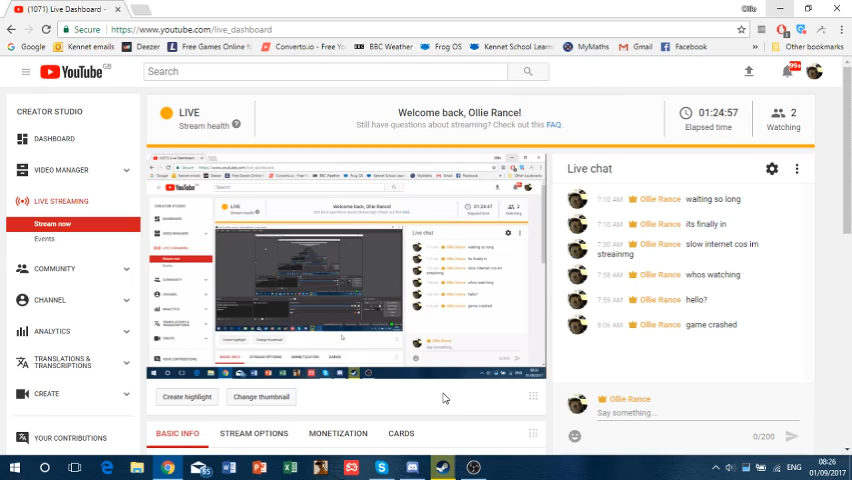 (1071) Live Dashboard -
Ollie
Secure https://www.youtube.com/live_dashboard
Google Kennet emails Deezer Free Games Online fo Converto.io - BBC Weather Frog OS Kennet School Learn MyMaths Gmail Facebook Other bookmarks
YouTube GB
Search
99+
CREATOR STUDIO
DASHBOARD
VIDEO MANAGER
LIVE STREAMING
Stream now
Events
COMMUNITY
CHANNEL
ANALYTICS
TRANSLATIONS &
TRANSCRIPTIONS
CREATE
YOUR CONTRIBUTIONS
LIVE
Stream health ?
Welcome back, Ollie Rance!
Still have questions about streaming? Check out this FAQ.
01:24:57
Elapsed time
2
Watching
Live chat
7:10 AM Ollie Rance waiting so long
7:10 AM Ollie Rance its finally in
7:30 AM Ollie Rance slow internet cos im
streainng
7:58 AM Ollie Rance whos watching
7:59 AM Ollie Rance hello?
8:06 AM Ollie Rance game crashed
Ollie Rance
Say something...
0/200
Create highlight
Change thumbnail
BASIC INFO STREAM OPTIONS MONETIZATION CARDS
ENG
08:26
01/09/2017